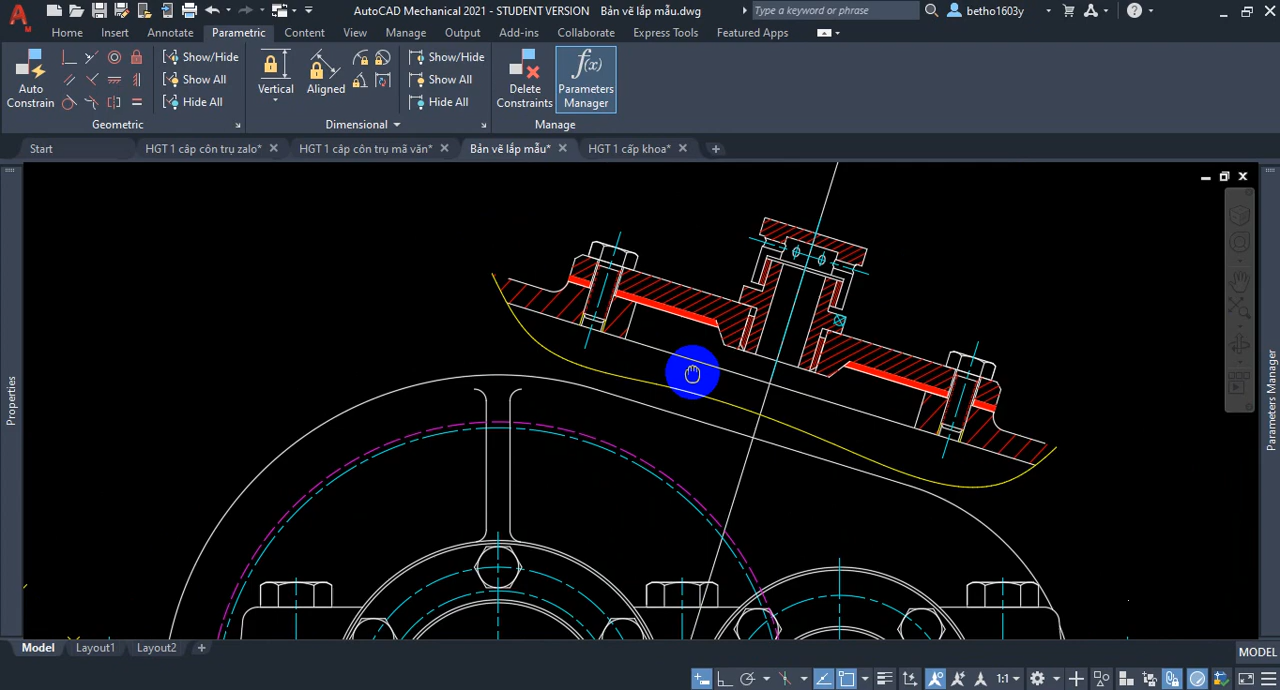 AutoCAD Mechanical 2021 - STUDENT VERSION Bản vẽ lắp mẫu.dwg
Type a keyword or phrase
betho1603y
Home Insert Annotate Parametric Content View Manage Output Add-ins Collaborate Express Tools Featured Apps
Auto Constrain
Show/Hide
Show All
Hide All
Geometric
Vertical
Aligned
Show/Hide
Show All
Hide All
Dimensional
Delete Constraints
f(x)
Parameters Manager
Manage
Start
HGT 1 câp côn trụ zalo*
HGT 1 câp côn trụ mã văn*
Bản vẽ lắp mẫu*
HGT 1 cấp khoa*
Properties
Parameters Manager
Model Layout1 Layout2
MODEL
1:1